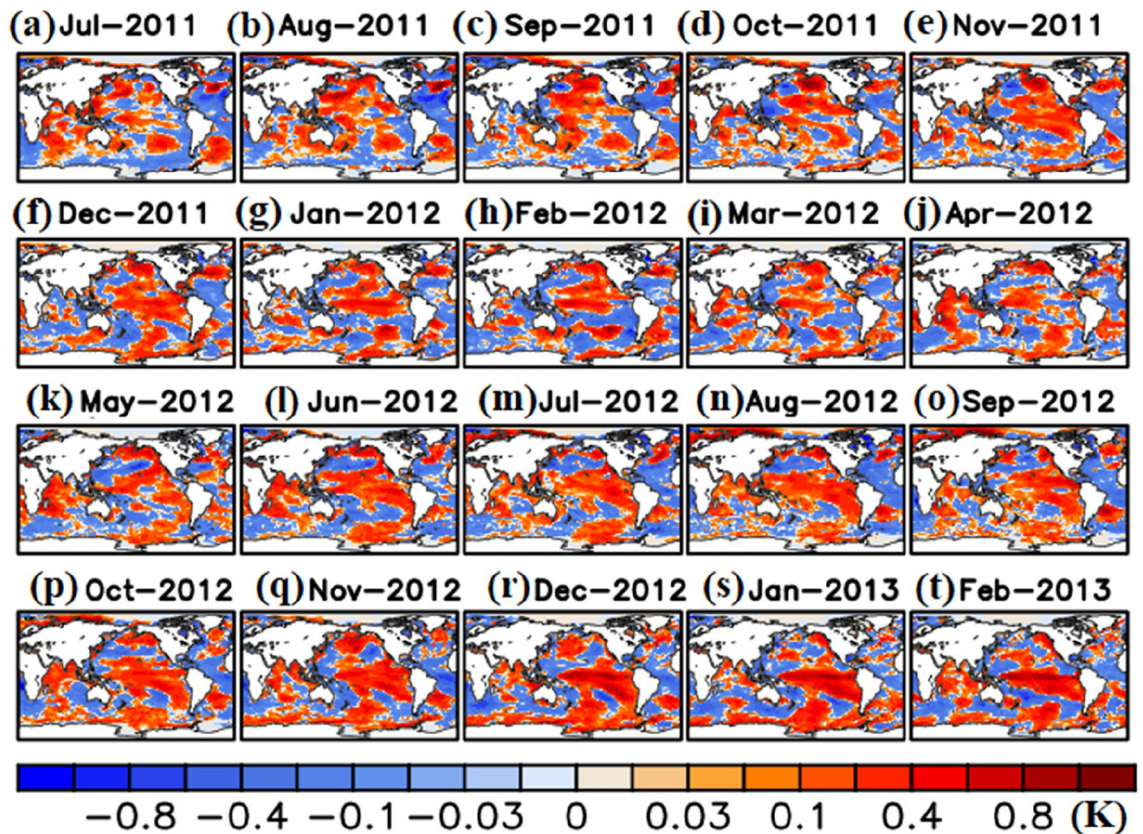 (a) Jul-2011 (b) Aug-2011 (c) Sep-2011 (d) Oct-2011 (e) Nov-2011
(f) Dec-2011 (g) Jan-2012 (h) Feb-2012 (i) Mar-2012 (j) Apr-2012
(k) May-2012 (l) Jun-2012 (m) Jul-2012 (n) Aug-2012 (o) Sep-2012
(p) Oct-2012 (q) Nov-2012 (r) Dec-2012 (s) Jan-2013 (t) Feb-2013
−0.8 −0.4 −0.1 −0.03 0 0.03 0.1 0.4 0.8 (K)